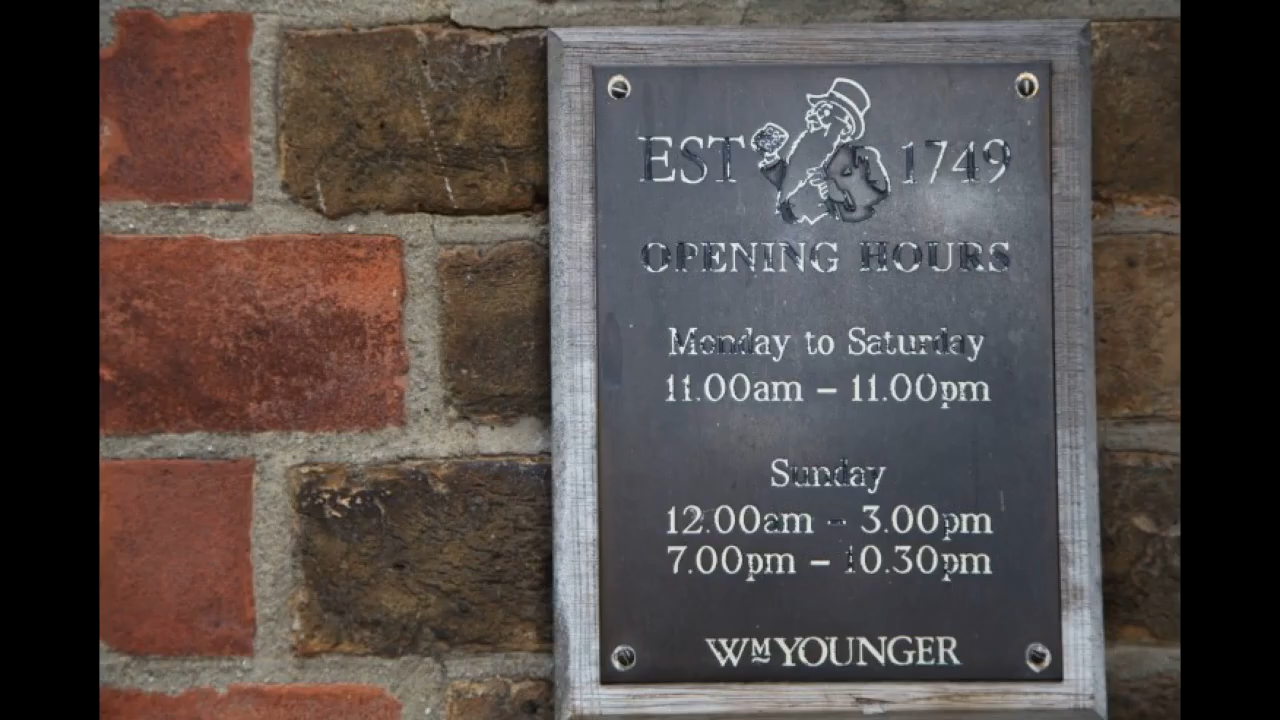 EST 1749
OPENING HOURS
Monday to Saturday
11.00am – 11.00pm
Sunday
12.00am – 3.00pm
7.00pm – 10.30pm
WM YOUNGER